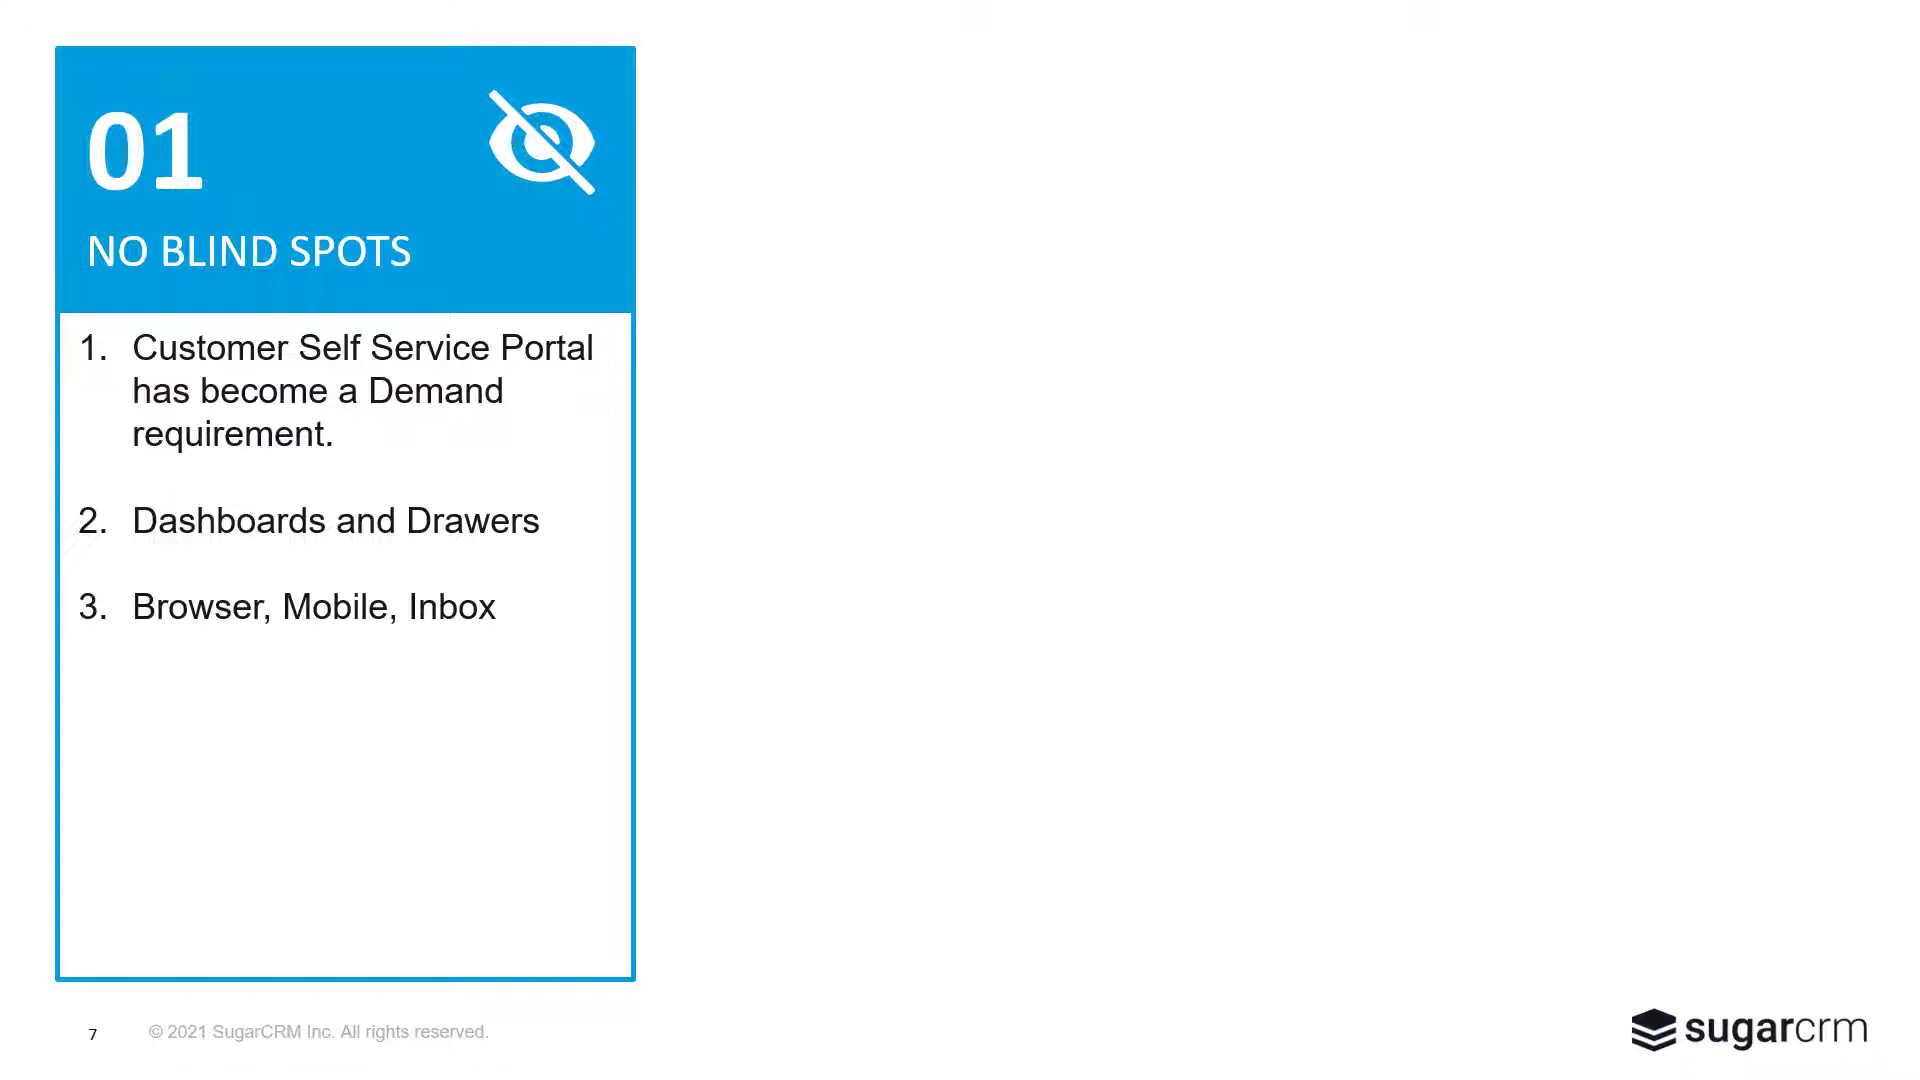 01
NO BLIND SPOTS
1. Customer Self Service Portal
has become a Demand
requirement.
2. Dashboards and Drawers
3. Browser, Mobile, Inbox
7
© 2021 SugarCRM Inc. All rights reserved.
sugarcrm